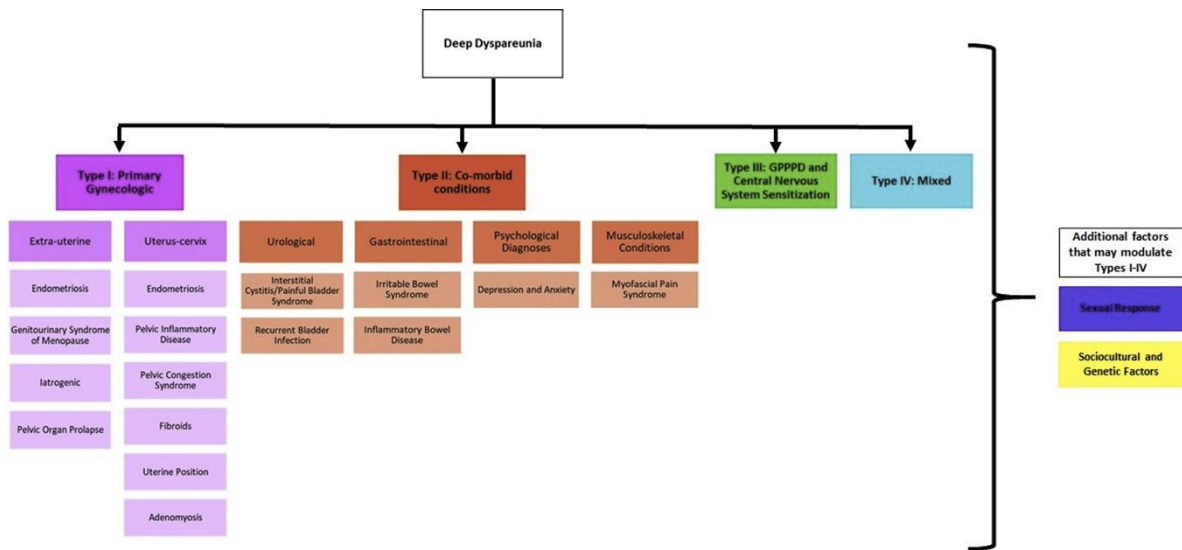 Deep Dyspareunia
Type I: Primary
Gynecologic
Type II: Co-morbid
conditions
Type III: GPPPD and
Central Nervous
System Sensitization
Type IV: Mixed
Extra-uterine
Endometriosis
Genitourinary Syndrome
of Menopause
Iatrogenic
Pelvic Organ Prolapse
Uterus-cervix
Endometriosis
Pelvic Inflammatory
Disease
Pelvic Congestion
Syndrome
Fibroids
Uterine Position
Adenomyosis
Urological
Interstitial
Cystitis/Painful Bladder
Syndrome
Recurrent Bladder
Infection
Gastrointestinal
Irritable Bowel
Syndrome
Inflammatory Bowel
Disease
Psychological
Diagnoses
Depression and Anxiety
Musculoskeletal
Conditions
Myofascial Pain
Syndrome
Additional factors
that may modulate
Types I-IV
Sexual Response
Sociocultural and
Genetic Factors